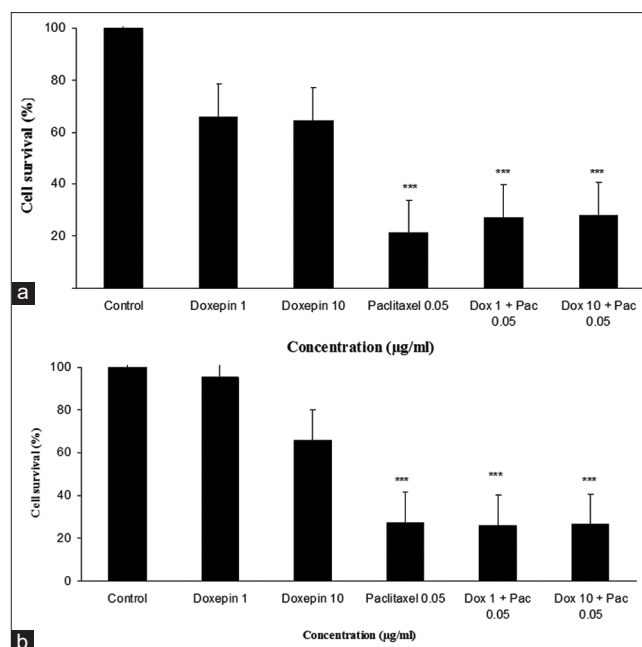 100
80
60
40
20
Cell survival (%)
***
***
***
a
Control
Doxepin 1
Doxepin 10
Paclitaxel 0.05
Dox 1 + Pac
0.05
Dox 10 + Pac
0.05
Concentration (µg/ml)
100
80
60
40
20
0
Cell survival (%)
***
***
***
b
Control
Doxepin 1
Doxepin 10
Paclitaxel 0.05
Dox 1 + Pac
0.05
Dox 10 + Pac
0.05
Concentration (µg/ml)